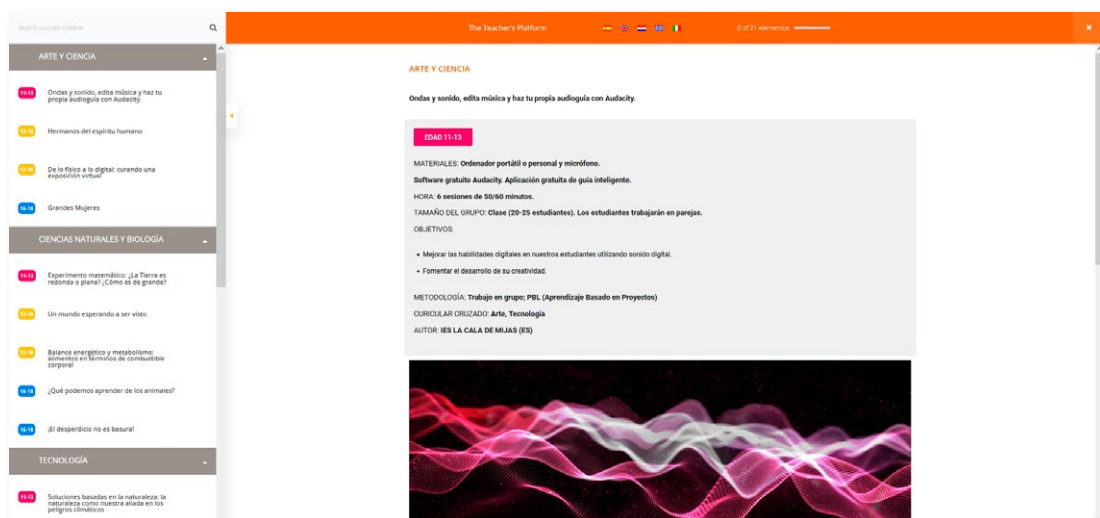 Search courses content
The Teacher's Platform
0 of 21 elementos
ARTE Y CIENCIA
11-13
Ondas y sonido, edita música y haz tu
propia audioguía con Audacity.
13-16
Hermanos del espíritu humano
13-16
De lo físico a lo digital: curando una
exposición virtual
16-18
Grandes Mujeres
CIENCIAS NATURALES Y BIOLOGÍA
11-13
Experimento matemático: ¿La Tierra es
redonda o plana? ¿Cómo es de grande?
13-16
Un mundo esperando a ser visto
13-16
Balance energético y metabolismo:
alimentos en términos de combustible
corporal
16-18
¿Qué podemos aprender de los animales?
16-18
¡El desperdicio no es basura!
TECNOLOGÍA
11-13
Soluciones basadas en la naturaleza: la
naturaleza como nuestra aliada en los
peligros climáticos
ARTE Y CIENCIA
Ondas y sonido, edita música y haz tu propia audioguía con Audacity.
EDAD 11-13
MATERIALES: Ordenador portátil o personal y micrófono.
Software gratuito Audacity. Aplicación gratuita de guía inteligente.
HORA: 6 sesiones de 50/60 minutos.
TAMAÑO DEL GRUPO: Clase (20-25 estudiantes). Los estudiantes trabajarán en parejas.
OBJETIVOS:
• Mejorar las habilidades digitales en nuestros estudiantes utilizando sonido digital.
• Fomentar el desarrollo de su creatividad.
METODOLOGÍA: Trabajo en grupo; PBL (Aprendizaje Basado en Proyectos)
CURICULAR CRUZADO: Arte, Tecnología
AUTOR: IES LA CALA DE MIJAS (ES)